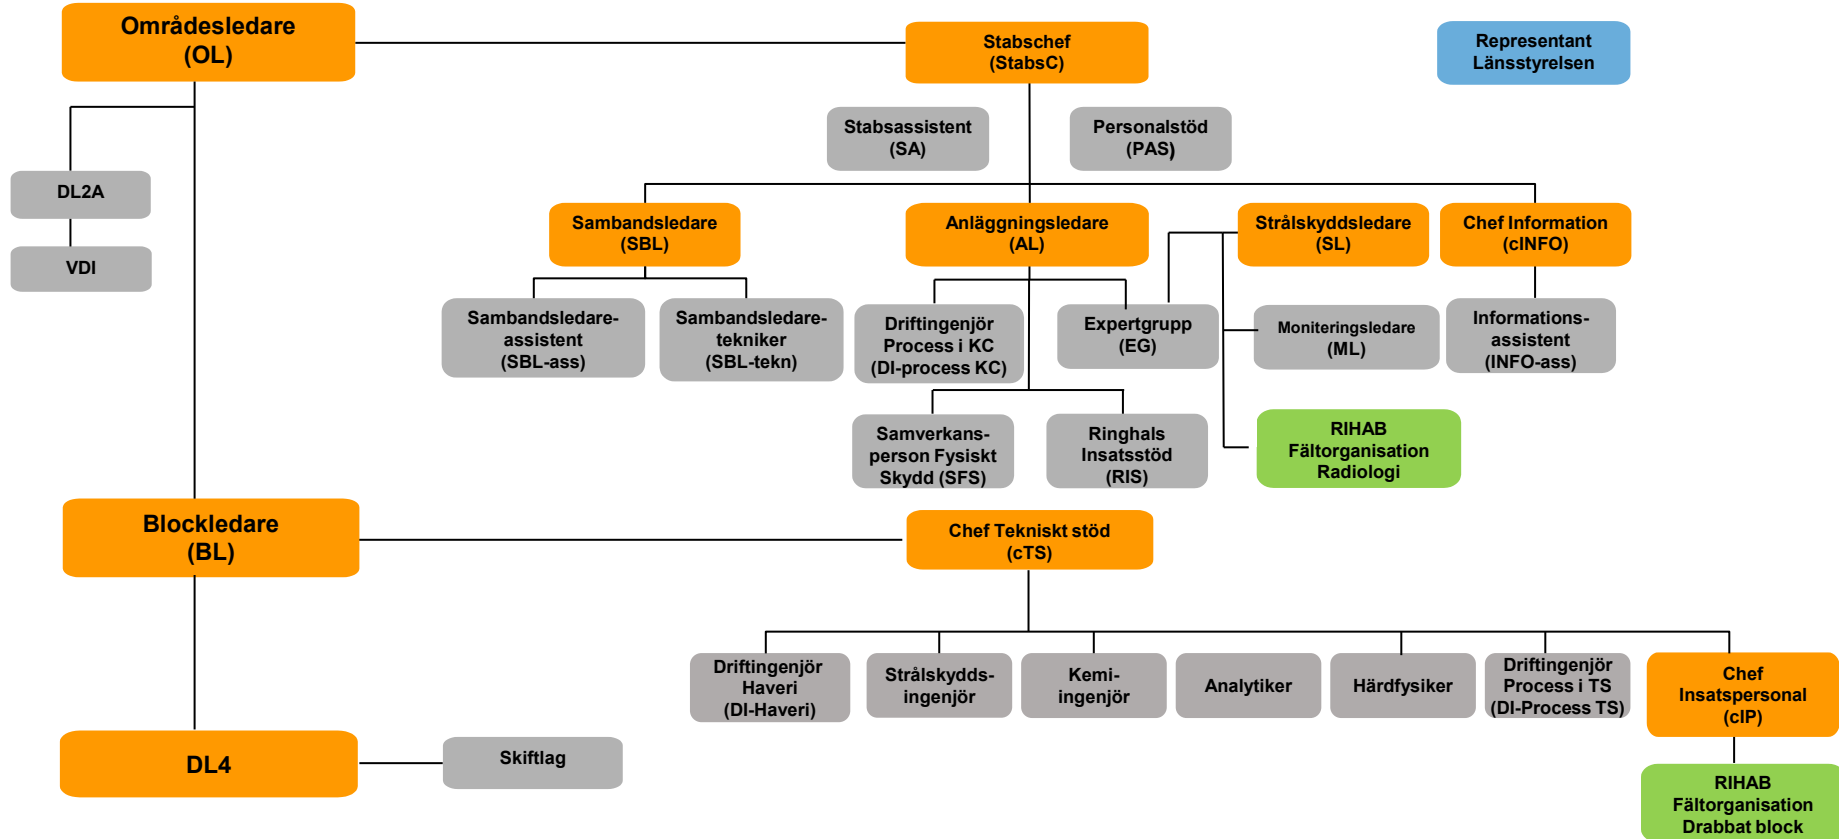 Områdesledare
(OL)
Stabschef
(StabsC)
Representant
Länsstyrelsen
Stabsassistent
(SA)
Personalstöd
(PAS)
DL2A
VDI
Sambandsledare
(SBL)
Anläggningsledare
(AL)
Strålskyddsledare
(SL)
Chef Information
(cINFO)
Sambandsledare-
assistent
(SBL-ass)
Sambandsledare-
tekniker
(SBL-tekn)
Driftingenjör
Process i KC
(DI-process KC)
Expertgrupp
(EG)
Moniteringsledare
(ML)
Informations-
assistent
(INFO-ass)
Samverkans-
person Fysiskt
Skydd (SFS)
Ringhals
Insatsstöd
(RIS)
RIHAB
Fältorganisation
Radiologi
Blockledare
(BL)
Chef Tekniskt stöd
(cTS)
Driftingenjör
Haveri
(DI-Haveri)
Strålskydds-
ingenjör
Kemi-
ingenjör
Analytiker
Härdfysiker
Driftingenjör
Process i TS
(DI-Process TS)
Chef
Insatspersonal
(cIP)
DL4
Skiftlag
RIHAB
Fältorganisation
Drabbat block